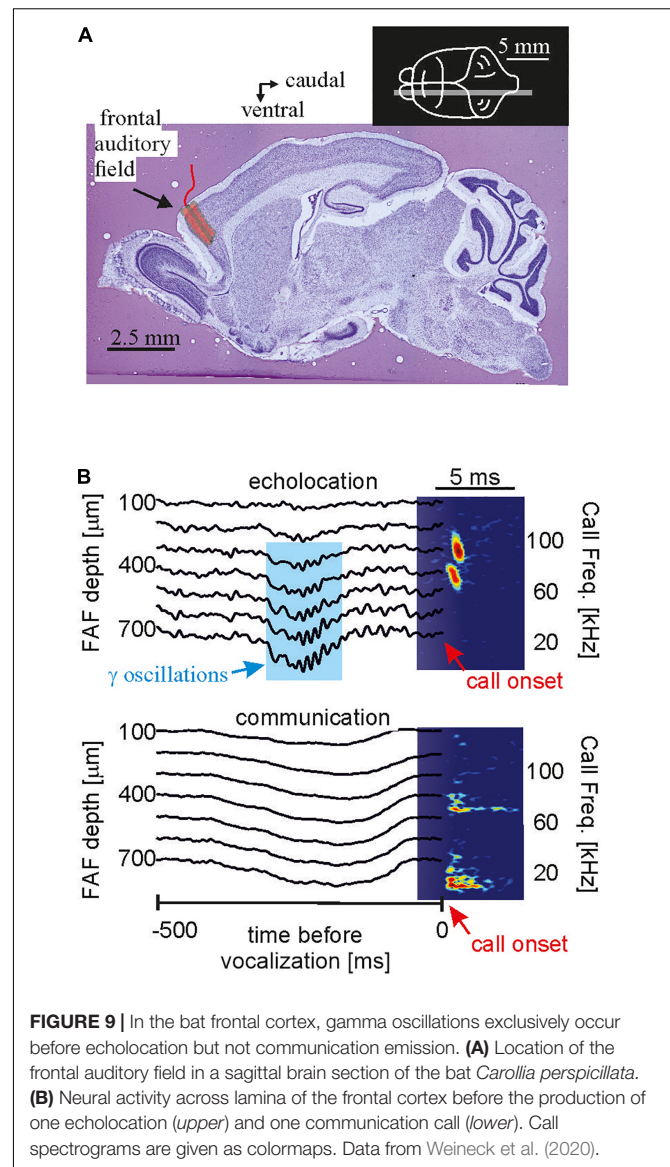 A
5 mm
caudal
ventral
frontal
auditory
field
2.5 mm
B
echolocation
5 ms
100
400
700
FAF depth [µm]
100
60
20
Call Freq. [kHz]
γ oscillations
call onset
communication
100
400
700
FAF depth [µm]
100
60
20
Call Freq. [kHz]
-500
time before
vocalization [ms]
0
call onset
FIGURE 9 | In the bat frontal cortex, gamma oscillations exclusively occur
before echolocation but not communication emission. (A) Location of the
frontal auditory field in a sagittal brain section of the bat Carollia perspicillata.
(B) Neural activity across lamina of the frontal cortex before the production of
one echolocation (upper) and one communication call (lower). Call
spectrograms are given as colormaps. Data from Weineck et al. (2020).